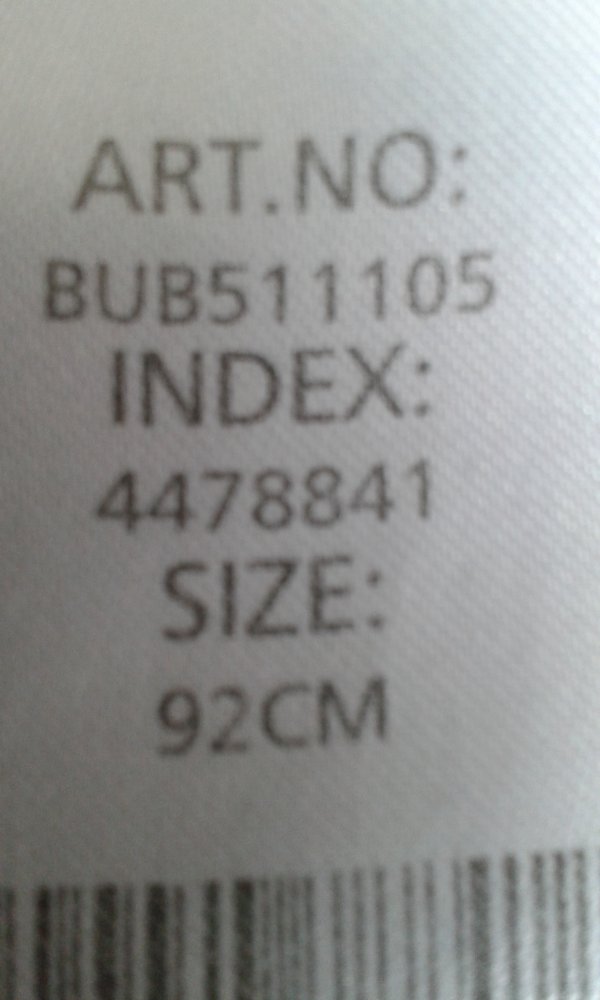 ART.NO:
BUB511105
INDEX:
4478841
SIZE:
92CM